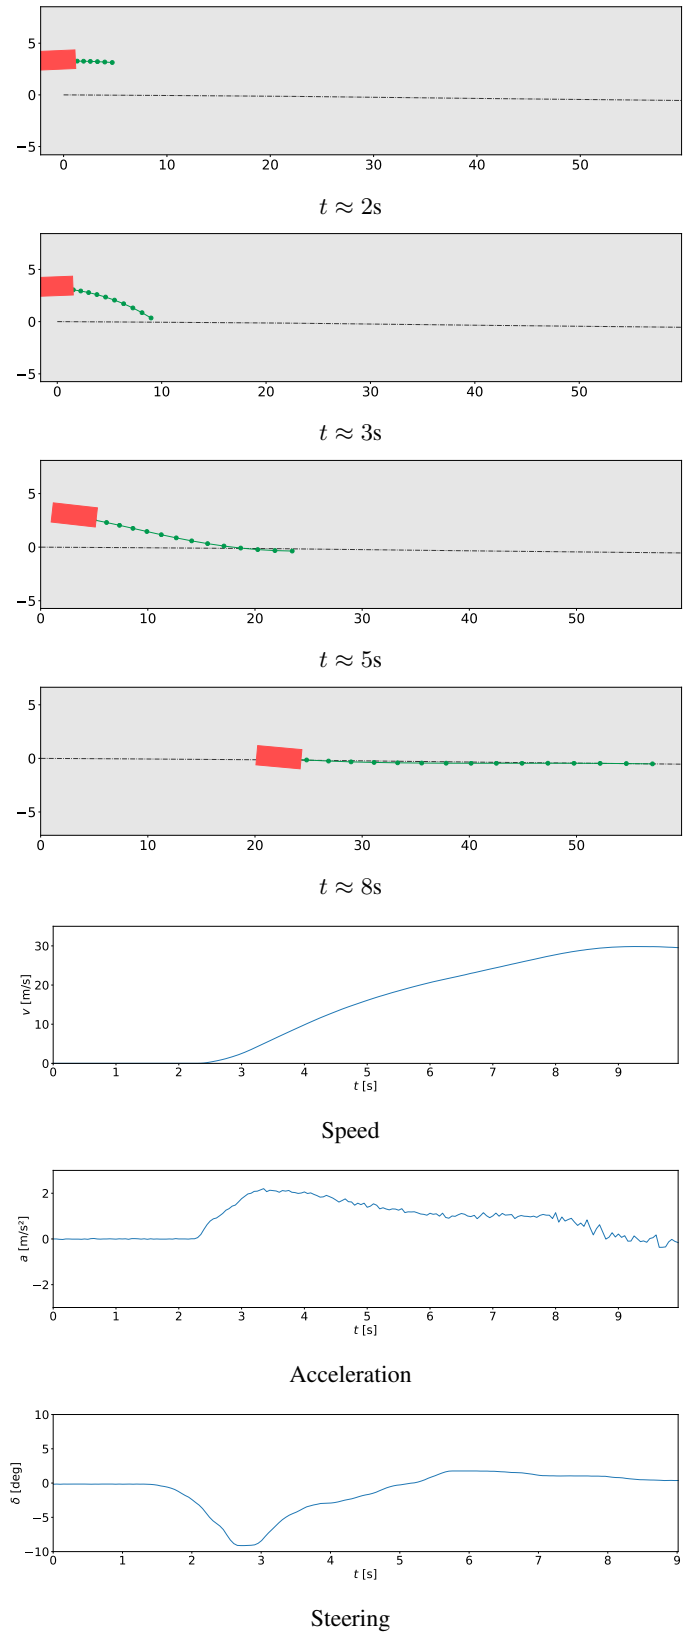 5
0
−5
0 10 20 30 40 50
t ≈ 2s
5
0
−5
0 10 20 30 40 50
t ≈ 3s
5
0
−5
0 10 20 30 40 50
t ≈ 5s
5
0
−5
0 10 20 30 40 50
t ≈ 8s
30
20
10
0
v [m/s]
0 1 2 3 4 5 6 7 8 9
t [s]
Speed
2
0
−2
a [m/s²]
0 1 2 3 4 5 6 7 8 9
t [s]
Acceleration
10
5
0
−5
−10
δ [deg]
0 1 2 3 4 5 6 7 8 9
t [s]
Steering